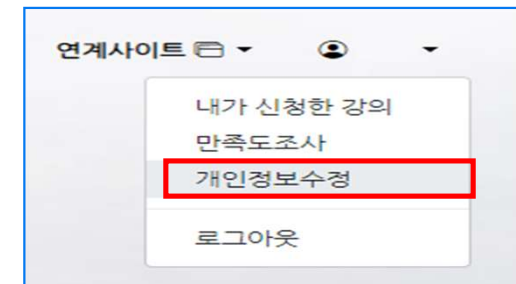 연계사이트
내가 신청한 강의
만족도조사
개인정보수정
로그아웃